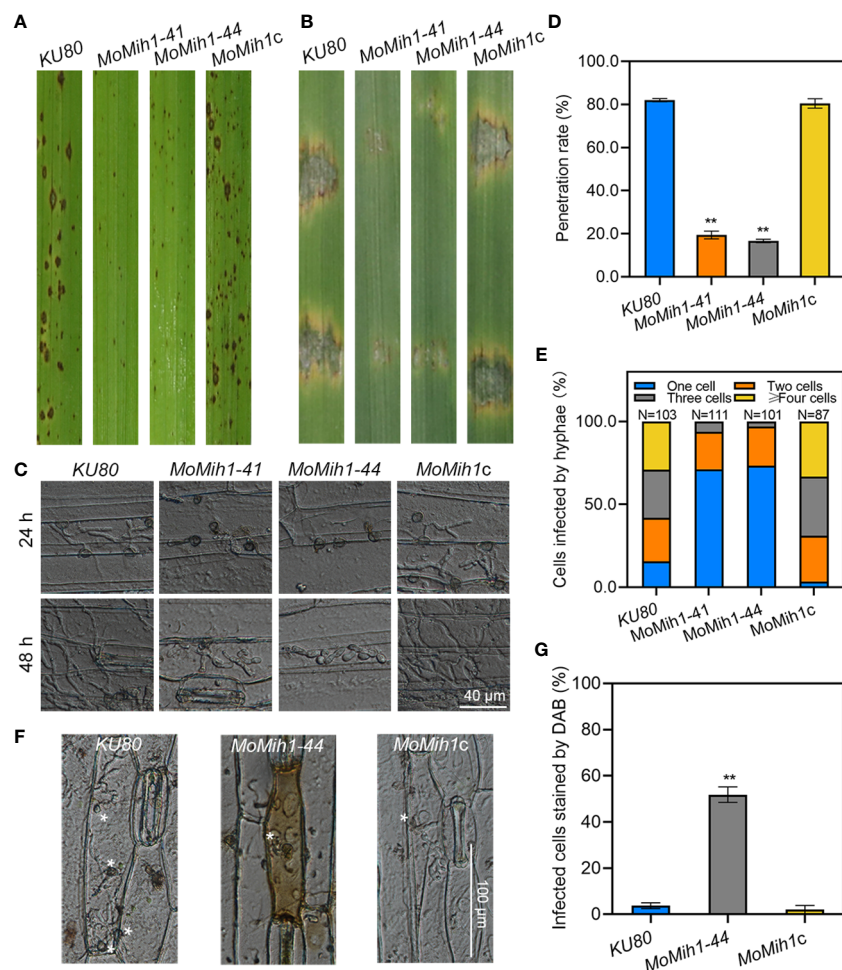 A
KU80
MoMih1-41
MoMih1-44
MoMih1c
B
KU80
MoMih1-41
MoMih1-44
MoMih1c
C
KU80
MoMih1-41
MoMih1-44
MoMih1c
24 h
48 h
40 μm
D
Penetration rate (%)
100.0
80.0
60.0
40.0
20.0
0.0
**
**
KU80
MoMih1-41
MoMih1-44
MoMih1c
E
Cells infected by hyphae (%)
One cell
Two cells
Three cells
≥Four cells
100.0
50.0
0.0
N=103
N=111
N=101
N=87
KU80
MoMih1-41
MoMih1-44
MoMih1c
F
KU80
MoMih1-44
MoMih1c
*
*
*
*
*
*
100 μm
G
Infected cells stained by DAB (%)
100
80
60
40
20
0
**
KU80
MoMih1-44
MoMih1c